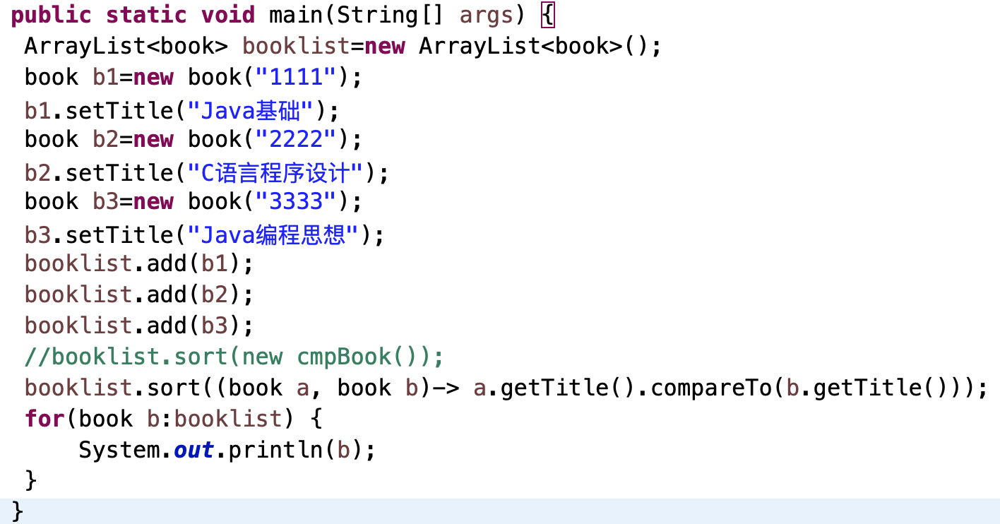 public static void main(String[] args) {
ArrayList<book> booklist=new ArrayList<book>();
book b1=new book("1111");
b1.setTitle("Java基础");
book b2=new book("2222");
b2.setTitle("C语言程序设计");
book b3=new book("3333");
b3.setTitle("Java编程思想");
booklist.add(b1);
booklist.add(b2);
booklist.add(b3);
//booklist.sort(new cmpBook());
booklist.sort((book a, book b)-> a.getTitle().compareTo(b.getTitle()));
for(book b:booklist) {
System.out.println(b);
}
}